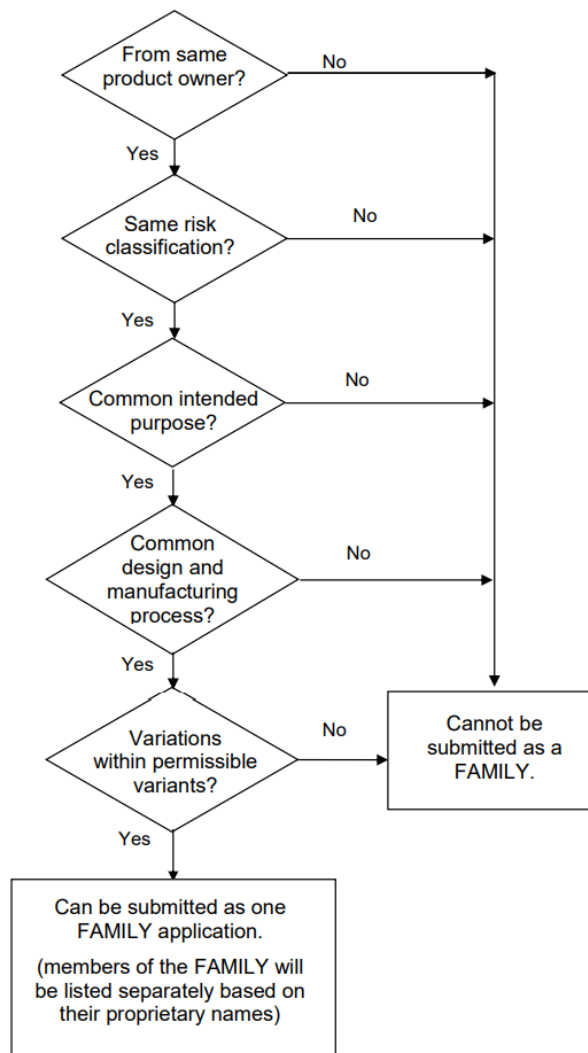 From same
product owner?
No
Yes
Same risk
classification?
No
Yes
Common intended
purpose?
No
Yes
Common
design and
manufacturing
process?
No
Yes
Variations
within permissible
variants?
No
Cannot be
submitted as a
FAMILY.
Yes
Can be submitted as one
FAMILY application.
(members of the FAMILY will
be listed separately based on
their proprietary names)